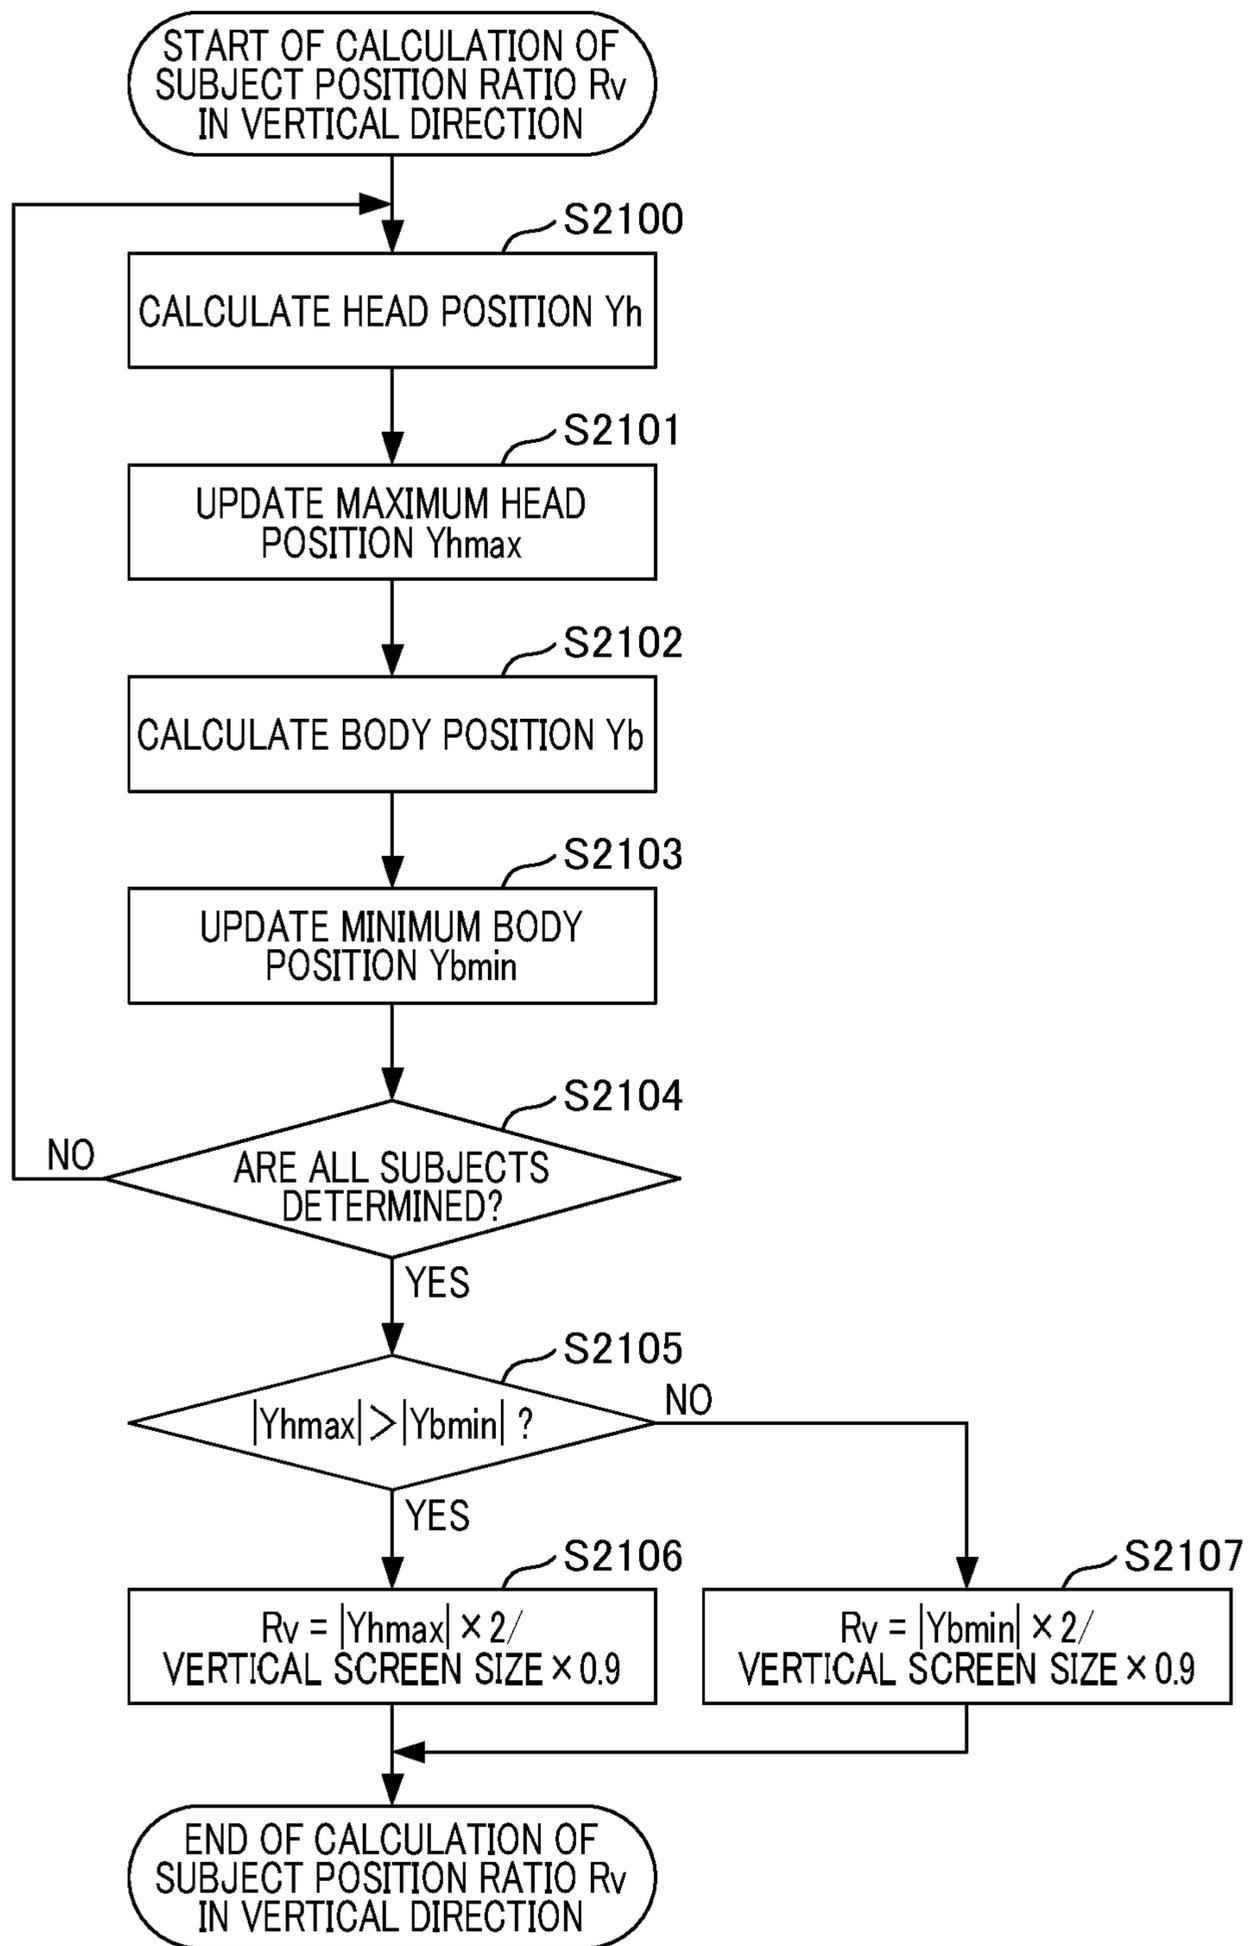 START OF CALCULATION OF
SUBJECT POSITION RATIO Rv
IN VERTICAL DIRECTION
S2100
CALCULATE HEAD POSITION Yh
S2101
UPDATE MAXIMUM HEAD
POSITION Yhmax
S2102
CALCULATE BODY POSITION Yb
S2103
UPDATE MINIMUM BODY
POSITION Ybmin
S2104
NO
ARE ALL SUBJECTS
DETERMINED?
YES
S2105
|Yhmax|>|Ybmin| ?
NO
YES
S2106
Rv = |Yhmax| × 2/
VERTICAL SCREEN SIZE × 0.9
S2107
Rv = |Ybmin| × 2/
VERTICAL SCREEN SIZE × 0.9
END OF CALCULATION OF
SUBJECT POSITION RATIO Rv
IN VERTICAL DIRECTION